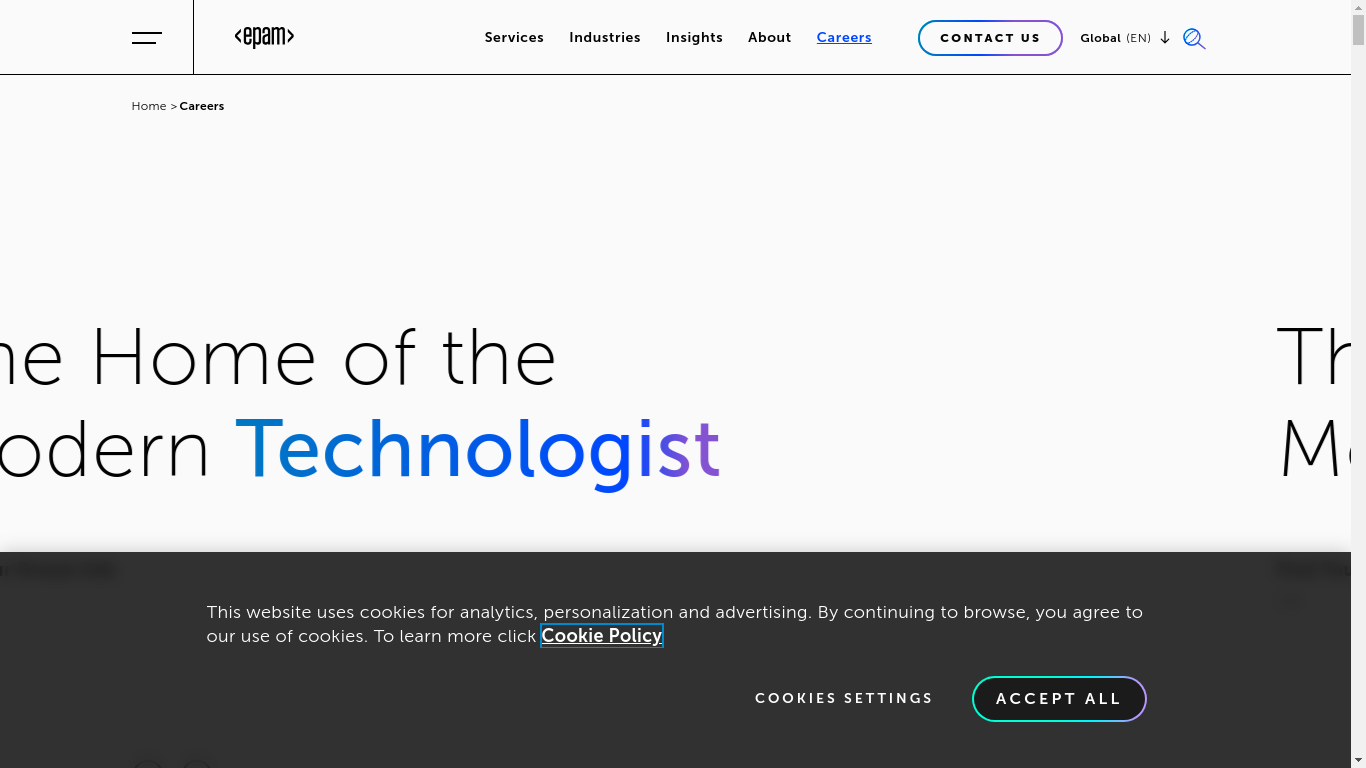 <epam>
Services
Industries
Insights
About
Careers
CONTACT US
Global (EN)
Home > Careers
ne Home of the
odern Technologist
Th
Mo
This website uses cookies for analytics, personalization and advertising. By continuing to browse, you agree to
our use of cookies. To learn more click Cookie Policy
COOKIES SETTINGS
ACCEPT ALL